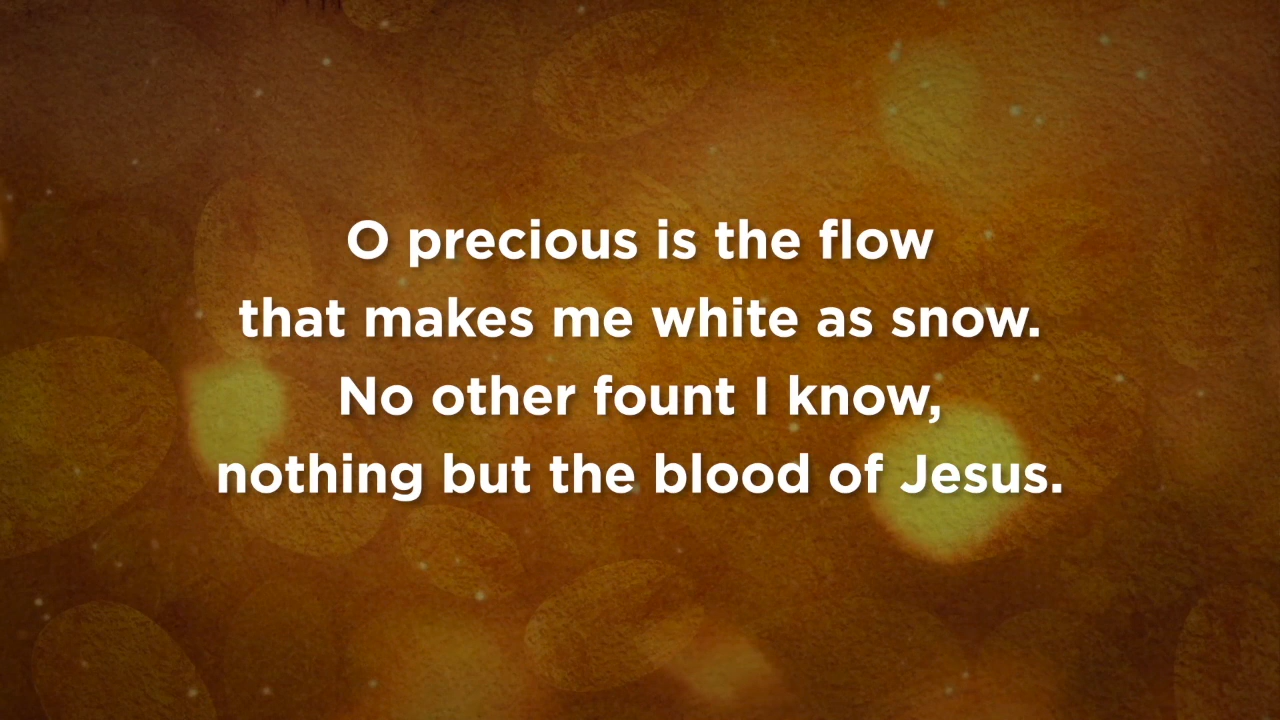 O precious is the flow
that makes me white as snow.
No other fount I know,
nothing but the blood of Jesus.